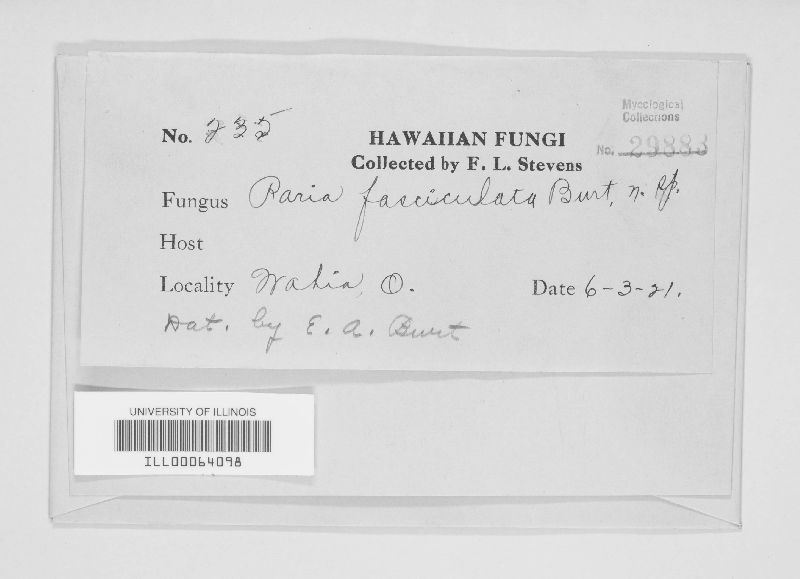 Mycological
Collections
No. 235
HAWAIIAN FUNGI
No. 29883
Collected by F. L. Stevens
Fungus Paria fasciculata Burt, n. sp.
Host
Locality Wahia, O.
Date 6-3-21.
Det. by E. A. Burt
UNIVERSITY OF ILLINOIS
ILL00064098